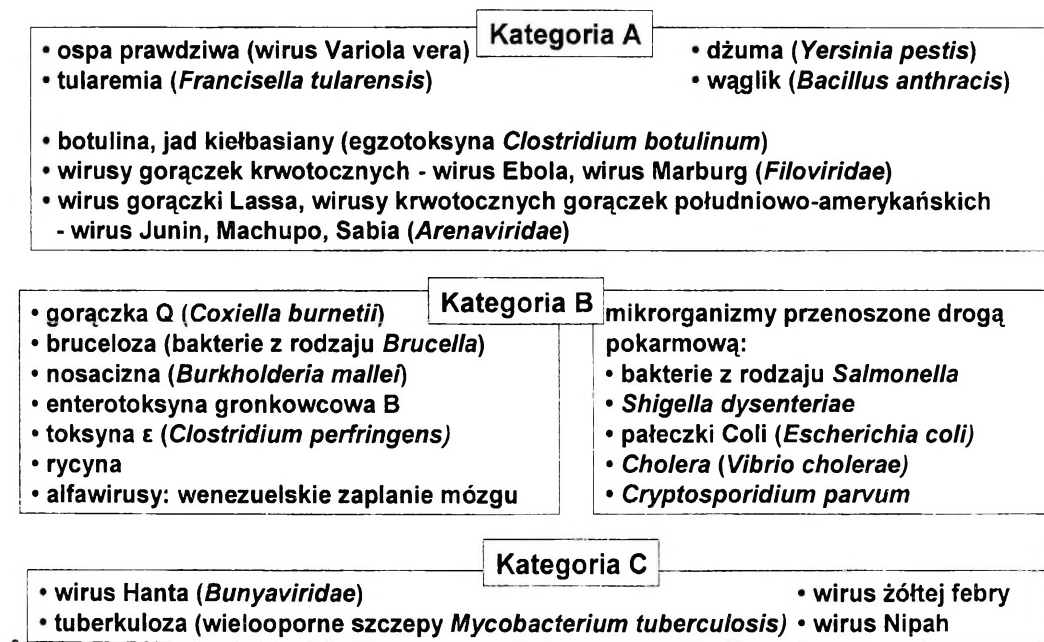 Kategoria A
• ospa prawdziwa (wirus Variola vera)
• tularemia (Francisella tularensis)
• dżuma (Yersinia pestis)
• wąglik (Bacillus anthracis)
• botulina, jad kiełbasiany (egzotoksyna Clostridium botulinum)
• wirusy gorączek krwotocznych - wirus Ebola, wirus Marburg (Filoviridae)
• wirus gorączki Lassa, wirusy krwotocznych gorączek południowo-amerykańskich
- wirus Junin, Machupo, Sabia (Arenaviridae)
Kategoria B
• gorączka Q (Coxiella burnetii)
• bruceloza (bakterie z rodzaju Brucella)
• nosacizna (Burkholderia mallei)
• enterotoksyna gronkowcowa B
• toksyna ε (Clostridium perfringens)
• rycyna
• alfawirusy: wenezuelskie zaplanie mózgu
mikrorganizmy przenoszone drogą
pokarmową:
• bakterie z rodzaju Salmonella
• Shigella dysenteriae
• pałeczki Coli (Escherichia coli)
• Cholera (Vibrio cholerae)
• Cryptosporidium parvum
Kategoria C
• wirus Hanta (Bunyaviridae)
• tuberkuloza (wielooporne szczepy Mycobacterium tuberculosis)
• wirus żółtej febry
• wirus Nipah